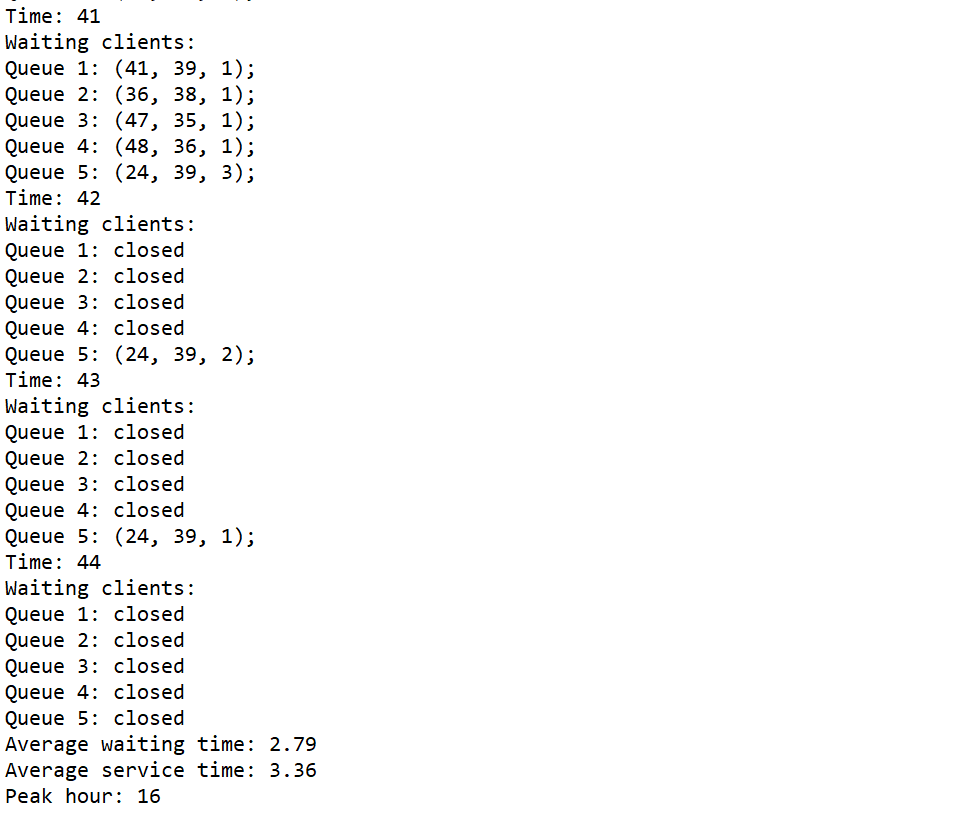 Time: 41
Waiting clients:
Queue 1: (41, 39, 1);
Queue 2: (36, 38, 1);
Queue 3: (47, 35, 1);
Queue 4: (48, 36, 1);
Queue 5: (24, 39, 3);
Time: 42
Waiting clients:
Queue 1: closed
Queue 2: closed
Queue 3: closed
Queue 4: closed
Queue 5: (24, 39, 2);
Time: 43
Waiting clients:
Queue 1: closed
Queue 2: closed
Queue 3: closed
Queue 4: closed
Queue 5: (24, 39, 1);
Time: 44
Waiting clients:
Queue 1: closed
Queue 2: closed
Queue 3: closed
Queue 4: closed
Queue 5: closed
Average waiting time: 2.79
Average service time: 3.36
Peak hour: 16